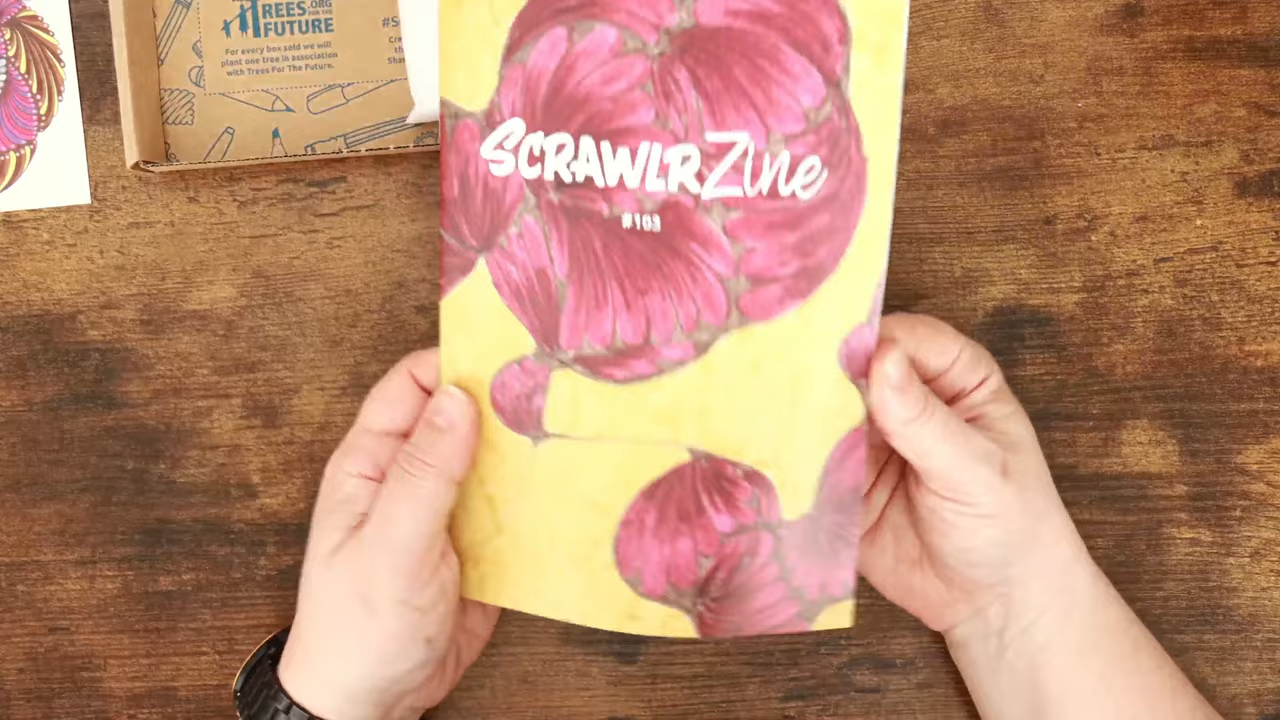 TREES.ORG
FOR THE
FUTURE
For every box sold we will
plant one tree in association
with Trees For The Future.
SCRAWLRZine
#103